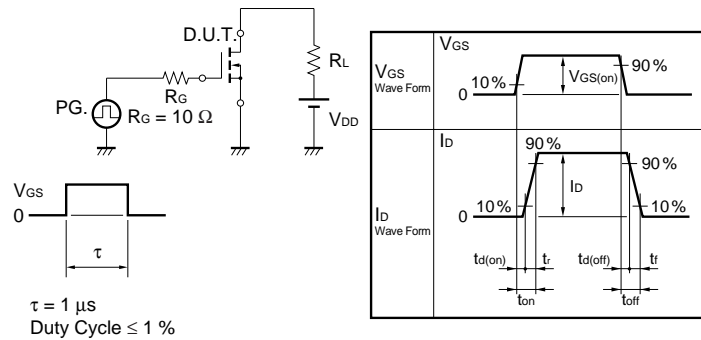 D.U.T.
RL
RG
PG.
RG = 10 Ω
VDD
VGS
0
τ
τ = 1 μs
Duty Cycle ≤ 1 %
VGS
Wave Form
VGS
10 %
VGS(on)
90 %
0
ID
Wave Form
ID
90 %
90 %
10 %
ID
10 %
0
td(on)
tr
td(off)
tf
ton
toff